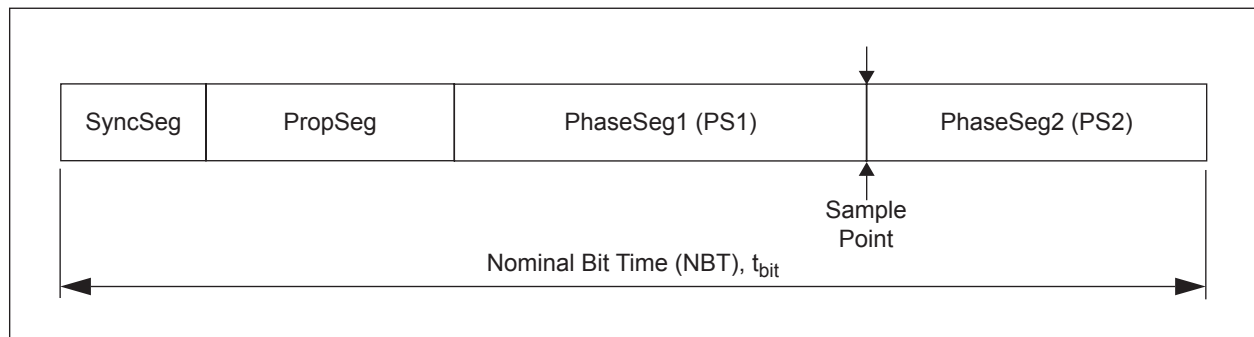 SyncSeg
PropSeg
PhaseSeg1 (PS1)
PhaseSeg2 (PS2)
Sample
Point
Nominal Bit Time (NBT), tbit